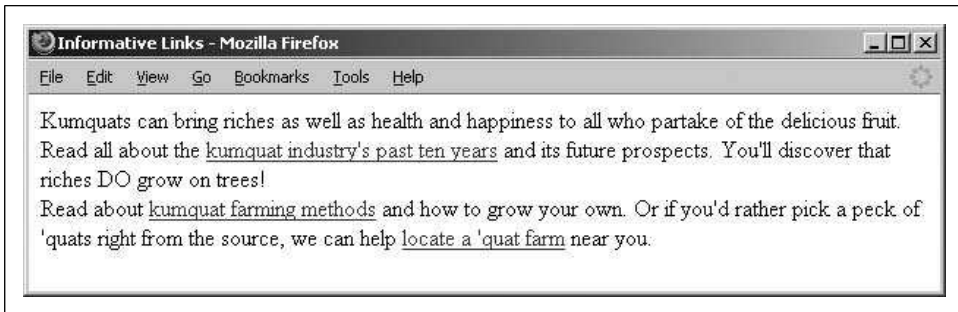 Informative Links - Mozilla Firefox
File Edit View Go Bookmarks Tools Help
Kumquats can bring riches as well as health and happiness to all who partake of the delicious fruit.
Read all about the kumquat industry's past ten years and its future prospects. You'll discover that
riches DO grow on trees!
Read about kumquat farming methods and how to grow your own. Or if you'd rather pick a peck of
'quats right from the source, we can help locate a 'quat farm near you.